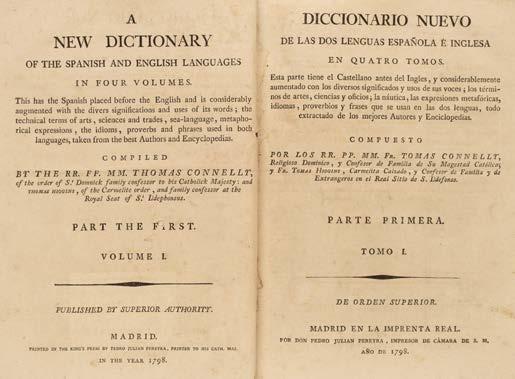 A
NEW DICTIONARY
OF THE SPANISH AND ENGLISH LANGUAGES
IN FOUR VOLUMES.
This has the Spanish placed before the English and is considerably
augmented with the divers significations and uses of its words; the
technical terms of arts, sciences and trades, sea-language, metapho-
rical expressions, the idioms, proverbs and phrases used in both
languages, taken from the best Authors and Encyclopedias.
COMPILED
BY THE RR. FF. MM. THOMAS CONNELLY,
of the order of St. Dominick family confessor to his Catholick Majesty: and
THOMAS HIGGINS, of the Carmelite order, and family confessor at the
Royal Seat of St. Ildephonsus.
PART THE FIRST.
VOLUME I.
PUBLISHED BY SUPERIOR AUTHORITY.
MADRID.
PRINTED IN THE KING'S PRESS BY PEDRO JULIAN PEREYRA, PRINTER TO HIS CATH. MAJ.
IN THE YEAR 1798.
DICCIONARIO NUEVO
DE LAS DOS LENGUAS ESPAÑOLA É INGLESA
EN QUATRO TOMOS.
Esta parte tiene el Castellano antes del Ingles, y considerablemente
aumentado con los diversos significados y usos de sus voces; los térmi-
nos de artes, ciencias y oficios; la náutica, las expresiones metafóricas,
idiomas, proverbios y frases que se usan en las dos lenguas, todo
extractado de los mejores Autores y Enciclopedias.
COMPUESTO
POR LOS RR. PP. MM. FR. TOMAS CONNELLY,
Religioso Dominico, y Confesor de Familia de Su Magestad Católica;
y FR. TOMAS HIGGINS, Carmelita Calzado, y Confesor de Familia y de
Extrangeros en el Real Sitio de S. Ildefonso.
PARTE PRIMERA.
TOMO I.
DE ORDEN SUPERIOR.
MADRID EN LA IMPRENTA REAL.
POR DON PEDRO JULIAN PEREYRA, IMPRESOR DE CÁMARA DE S. M.
AÑO DE 1798.